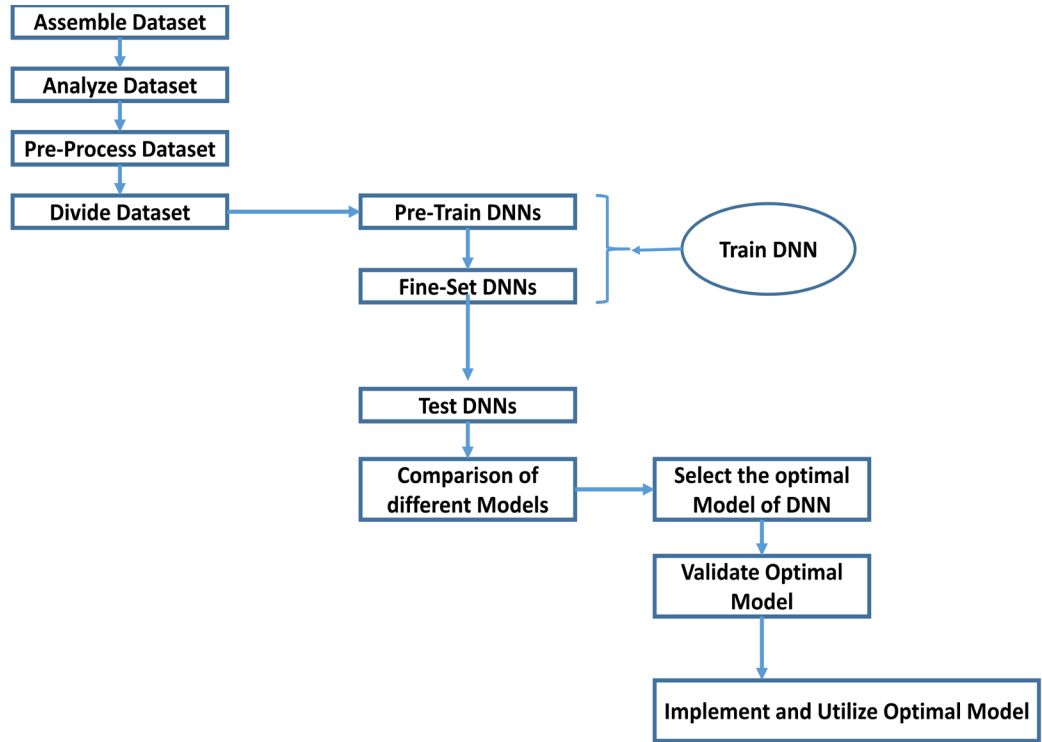 Assemble Dataset
Analyze Dataset
Pre-Process Dataset
Divide Dataset
Pre-Train DNNs
Train DNN
Fine-Set DNNs
Test DNNs
Comparison of
different Models
Select the optimal
Model of DNN
Validate Optimal
Model
Implement and Utilize Optimal Model